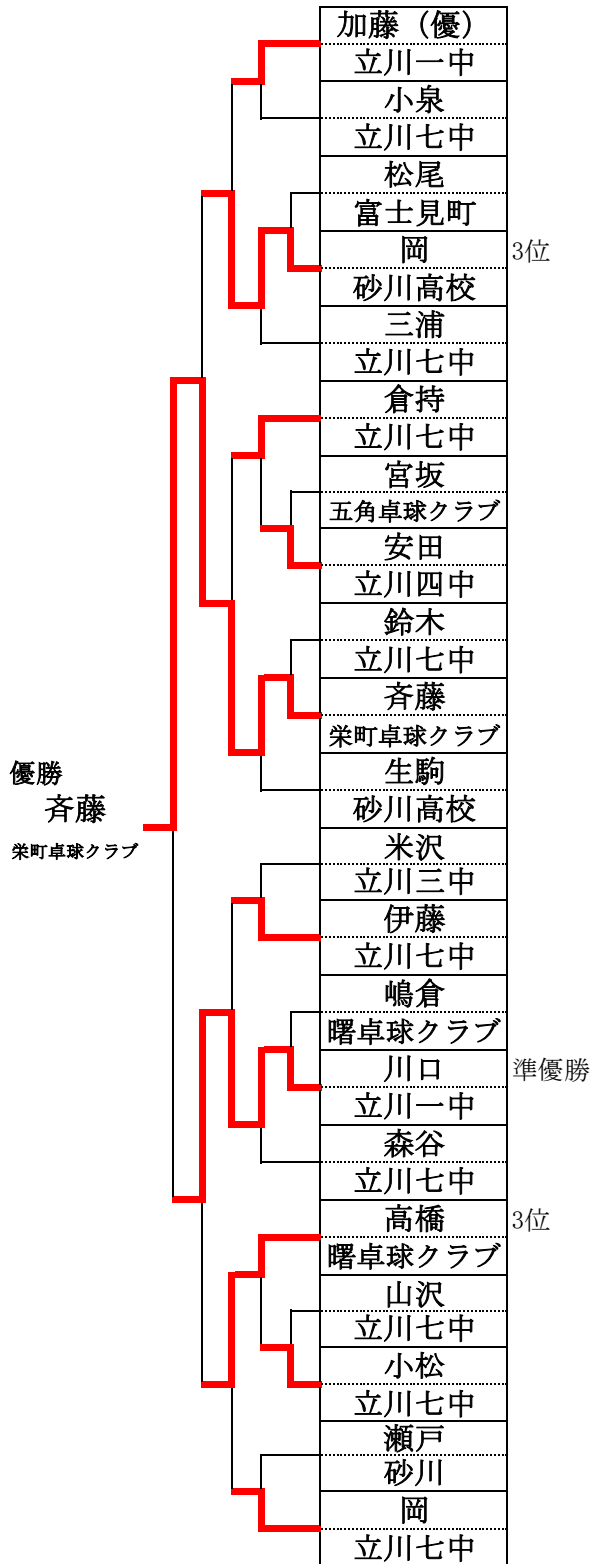 加藤（優）
立川一中
小泉
立川七中
松尾
富士見町
岡
3位
砂川高校
三浦
立川七中
倉持
立川七中
宮坂
五角卓球クラブ
安田
立川四中
鈴木
立川七中
斉藤
栄町卓球クラブ
生駒
砂川高校
優勝
斉藤
栄町卓球クラブ
米沢
立川三中
伊藤
立川七中
嶋倉
曙卓球クラブ
川口
準優勝
立川一中
森谷
立川七中
高橋
3位
曙卓球クラブ
山沢
立川七中
小松
立川七中
瀬戸
砂川
岡
立川七中